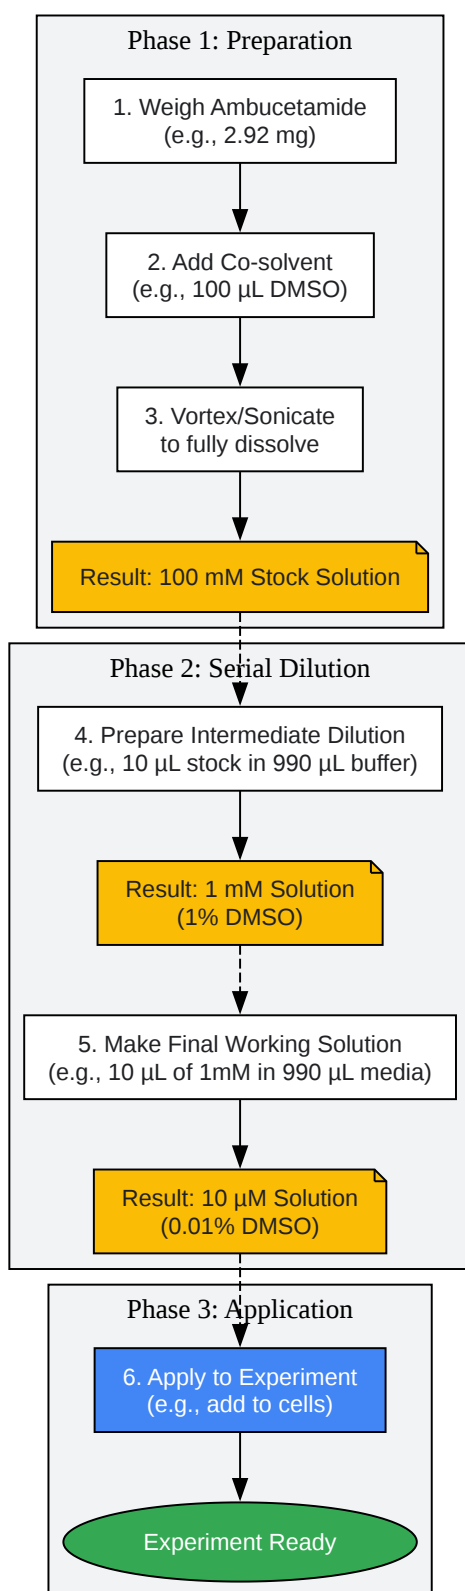 Phase 1: Preparation
1. Weigh Ambucetamide
(e.g., 2.92 mg)
2. Add Co-solvent
(e.g., 100 µL DMSO)
3. Vortex/Sonicate
to fully dissolve
Result: 100 mM Stock Solution
Phase 2: Serial Dilution
4. Prepare Intermediate Dilution
(e.g., 10 µL stock in 990 µL buffer)
Result: 1 mM Solution
(1% DMSO)
5. Make Final Working Solution
(e.g., 10 µL of 1mM in 990 µL media)
Result: 10 µM Solution
(0.01% DMSO)
Phase 3: Application
6. Apply to Experiment
(e.g., add to cells)
Experiment Ready